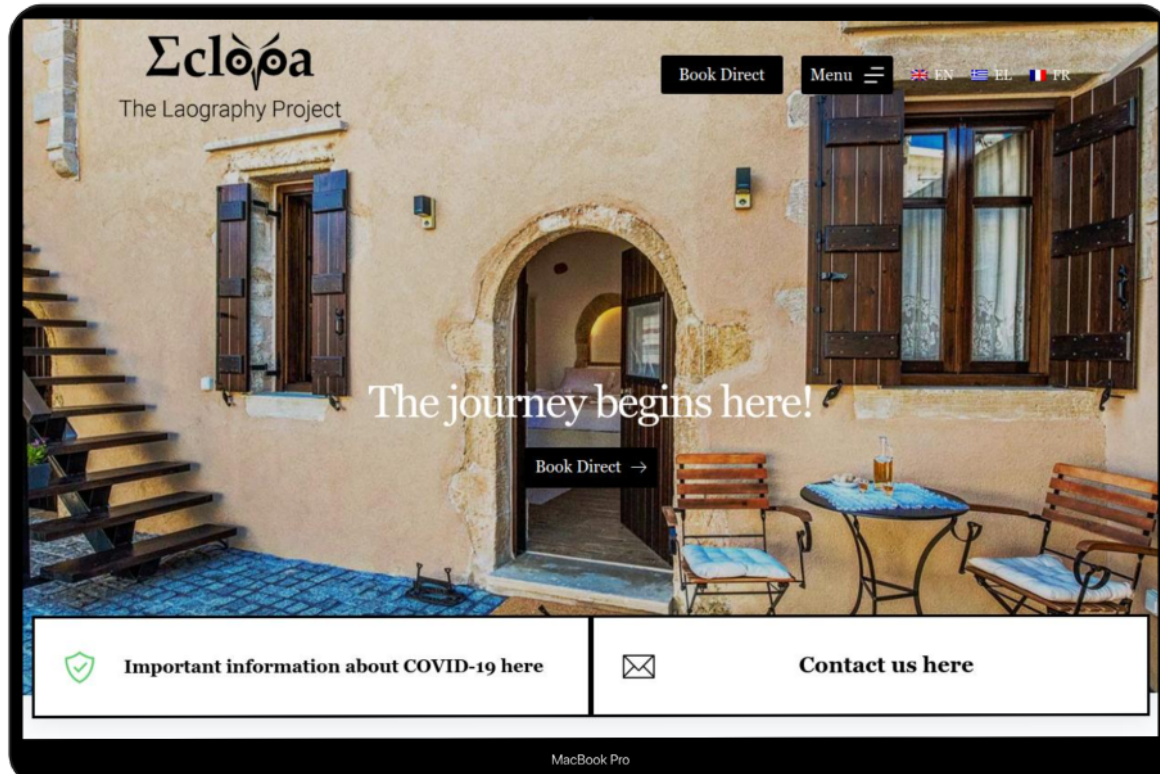 Σclόόa
The Laography Project
Book Direct
Menu
EN
EL
FR
The journey begins here!
Book Direct →
Important information about COVID-19 here
Contact us here
MacBook Pro